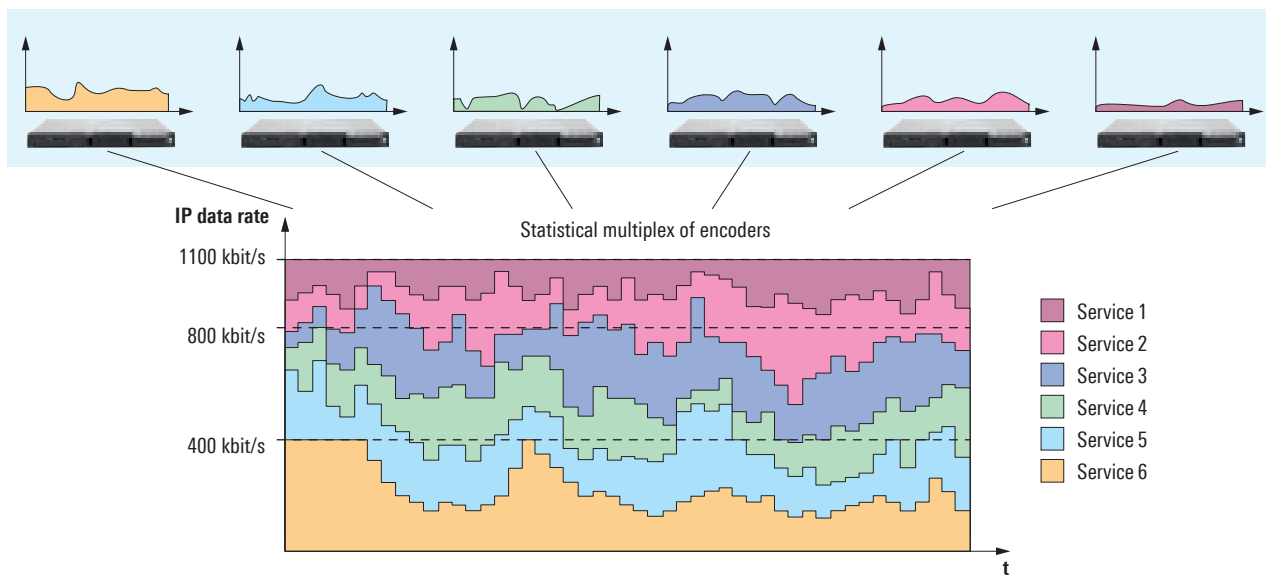 Statistical multiplex of encoders
IP data rate
1100 kbit/s
800 kbit/s
400 kbit/s
t
Service 1
Service 2
Service 3
Service 4
Service 5
Service 6